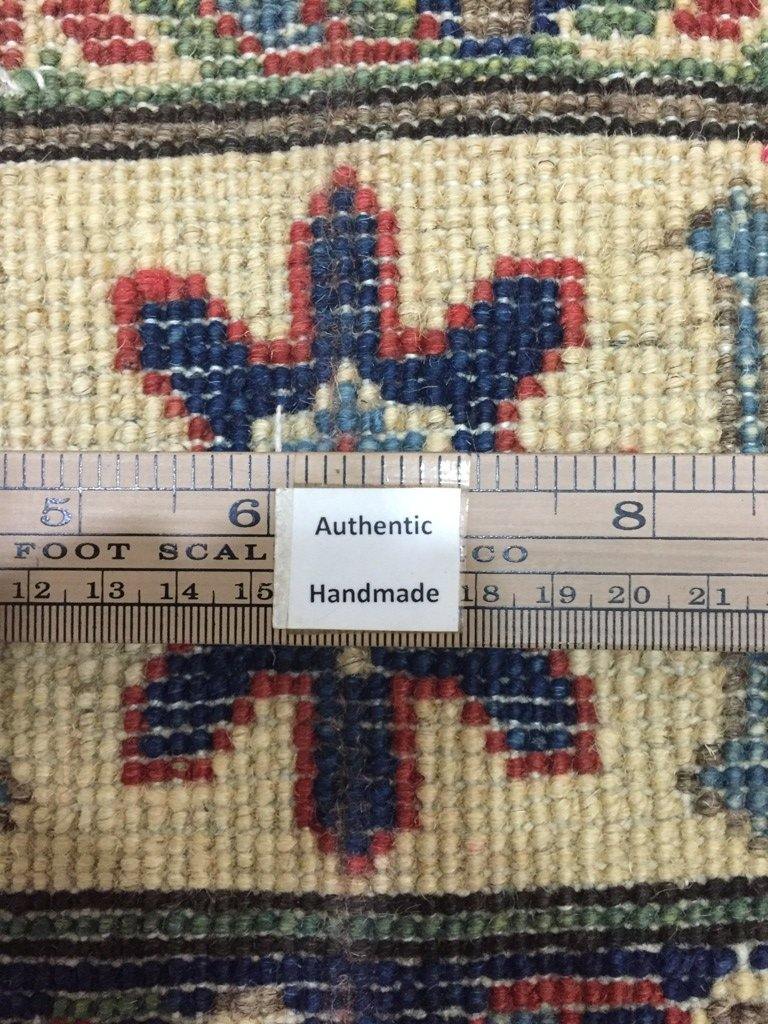 5 6 8
FOOT SCAL CO
Authentic
Handmade
12 13 14 15 18 19 20 21